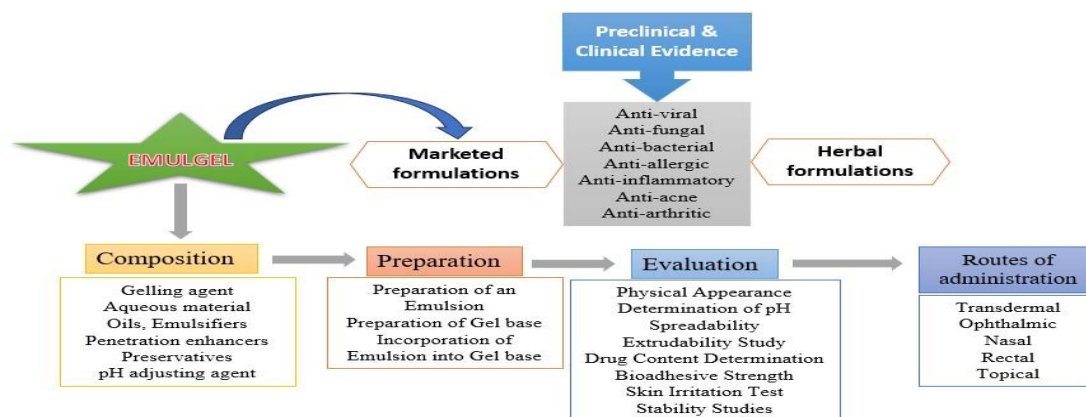 Preclinical &
Clinical Evidence
EMULGEL
Marketed
formulations
Anti-viral
Anti-fungal
Anti-bacterial
Anti-allergic
Anti-inflammatory
Anti-acne
Anti-arthritic
Herbal
formulations
Composition
Gelling agent
Aqueous material
Oils, Emulsifiers
Penetration enhancers
Preservatives
pH adjusting agent
Preparation
Preparation of an
Emulsion
Preparation of Gel base
Incorporation of
Emulsion into Gel base
Evaluation
Physical Appearance
Determination of pH
Spreadability
Extrudability Study
Drug Content Determination
Bioadhesive Strength
Skin Irritation Test
Stability Studies
Routes of
administration
Transdermal
Ophthalmic
Nasal
Rectal
Topical